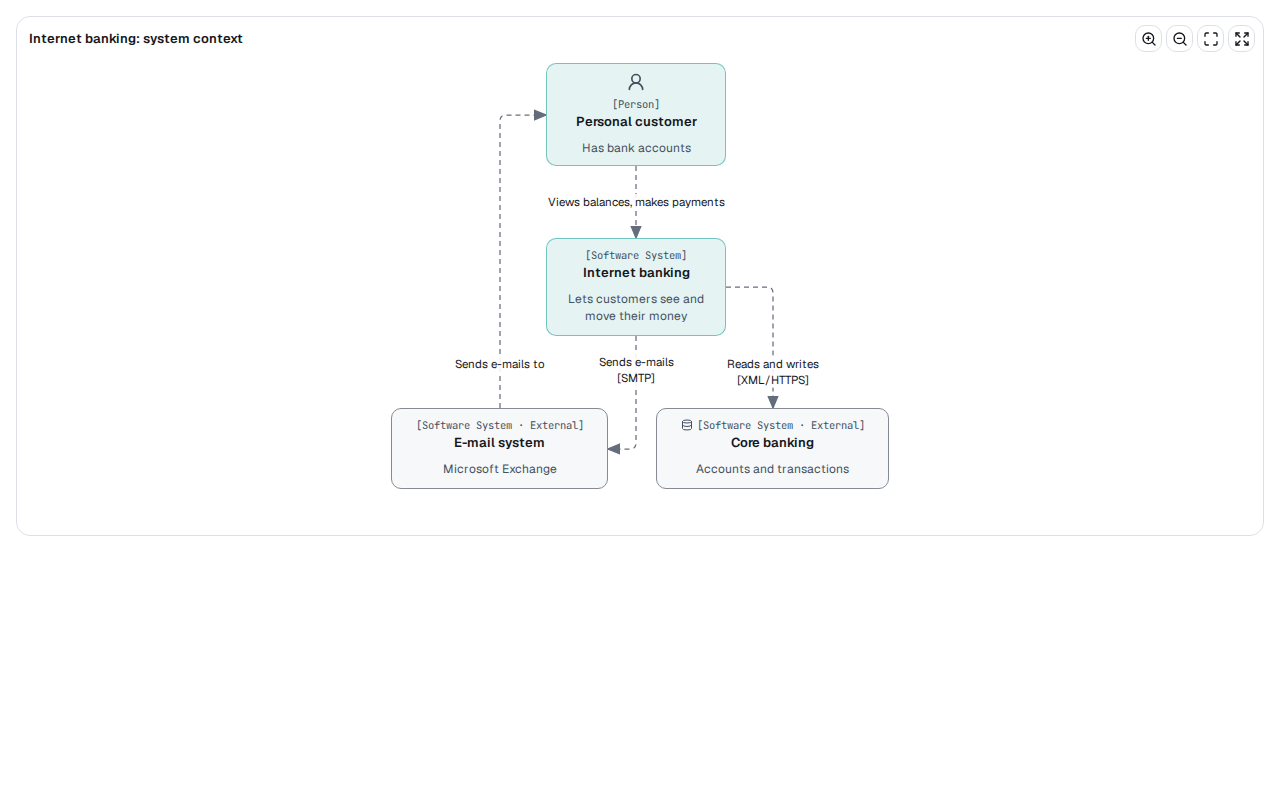 Internet banking: system context
[Person]
Personal customer
Has bank accounts
Views balances, makes payments
[Software System]
Internet banking
Lets customers see and
move their money
Sends e-mails to
Sends e-mails
[SMTP]
Reads and writes
[XML/HTTPS]
[Software System · External]
E-mail system
Microsoft Exchange
[Software System · External]
Core banking
Accounts and transactions